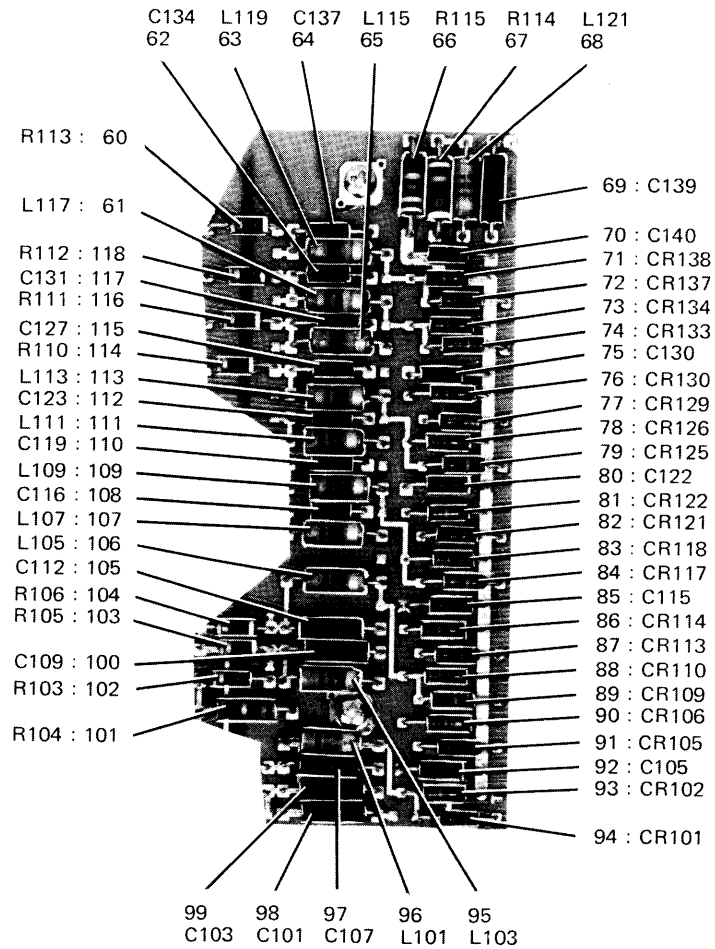 C134 L119 C137 L115 R115 R114 L121
62 63 64 65 66 67 68
R113 : 60
L117 : 61
R112 : 118
C131 : 117
R111 : 116
C127 : 115
R110 : 114
L113 : 113
C123 : 112
L111 : 111
C119 : 110
L109 : 109
C116 : 108
L107 : 107
L105 : 106
C112 : 105
R106 : 104
R105 : 103
C109 : 100
R103 : 102
R104 : 101
69 : C139
70 : C140
71 : CR138
72 : CR137
73 : CR134
74 : CR133
75 : C130
76 : CR130
77 : CR129
78 : CR126
79 : CR125
80 : C122
81 : CR122
82 : CR121
83 : CR118
84 : CR117
85 : C115
86 : CR114
87 : CR113
88 : CR110
89 : CR109
90 : CR106
91 : CR105
92 : C105
93 : CR102
94 : CR101
99 98 97 96 95
C103 C101 C107 L101 L103